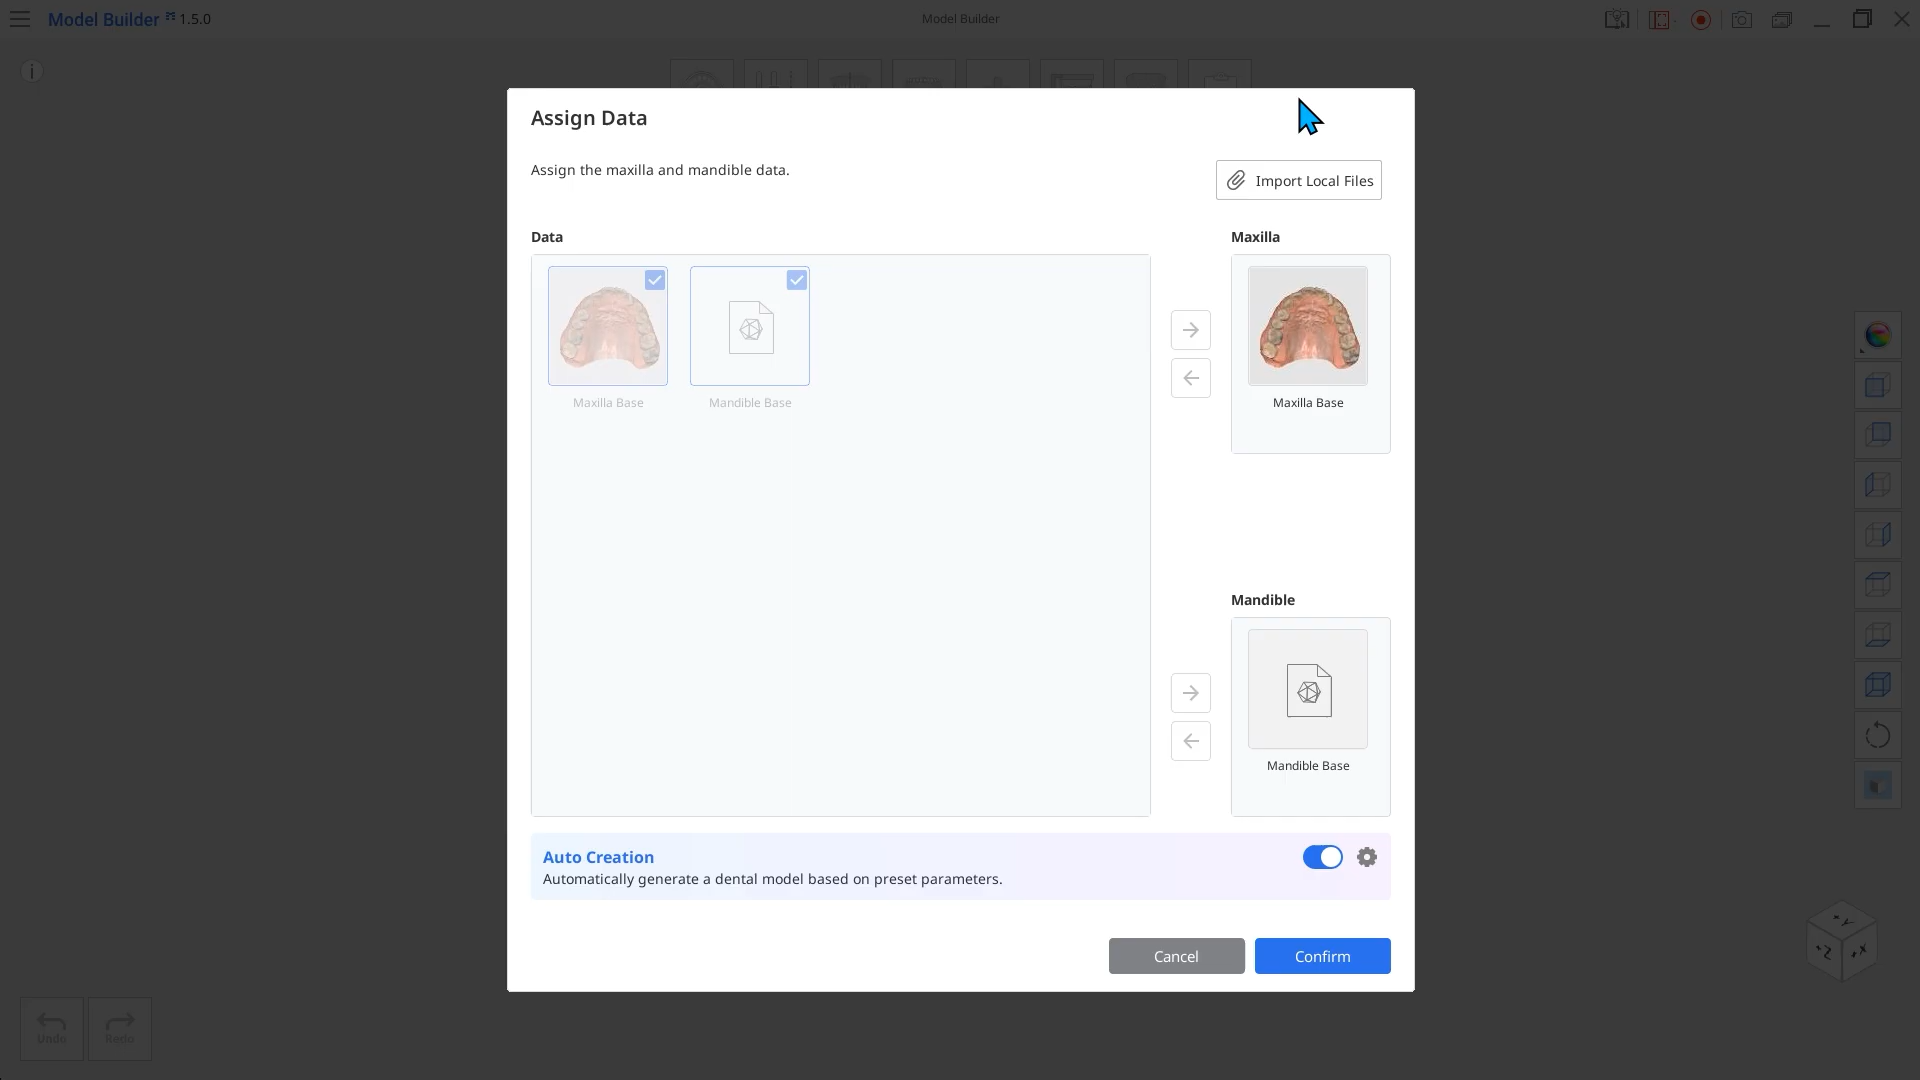 Model Builder 1.5.0
Model Builder
Assign Data
Assign the maxilla and mandible data.
Import Local Files
Data
Maxilla
Maxilla Base
Mandible Base
Maxilla Base
Mandible
Mandible Base
Auto Creation
Automatically generate a dental model based on preset parameters.
Cancel
Confirm
Undo
Redo